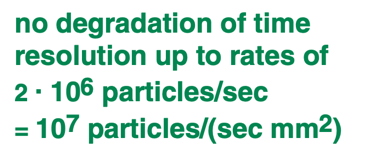 no degradation of time
resolution up to rates of
2 · 10⁶ particles/sec
= 10⁷ particles/(sec mm²)